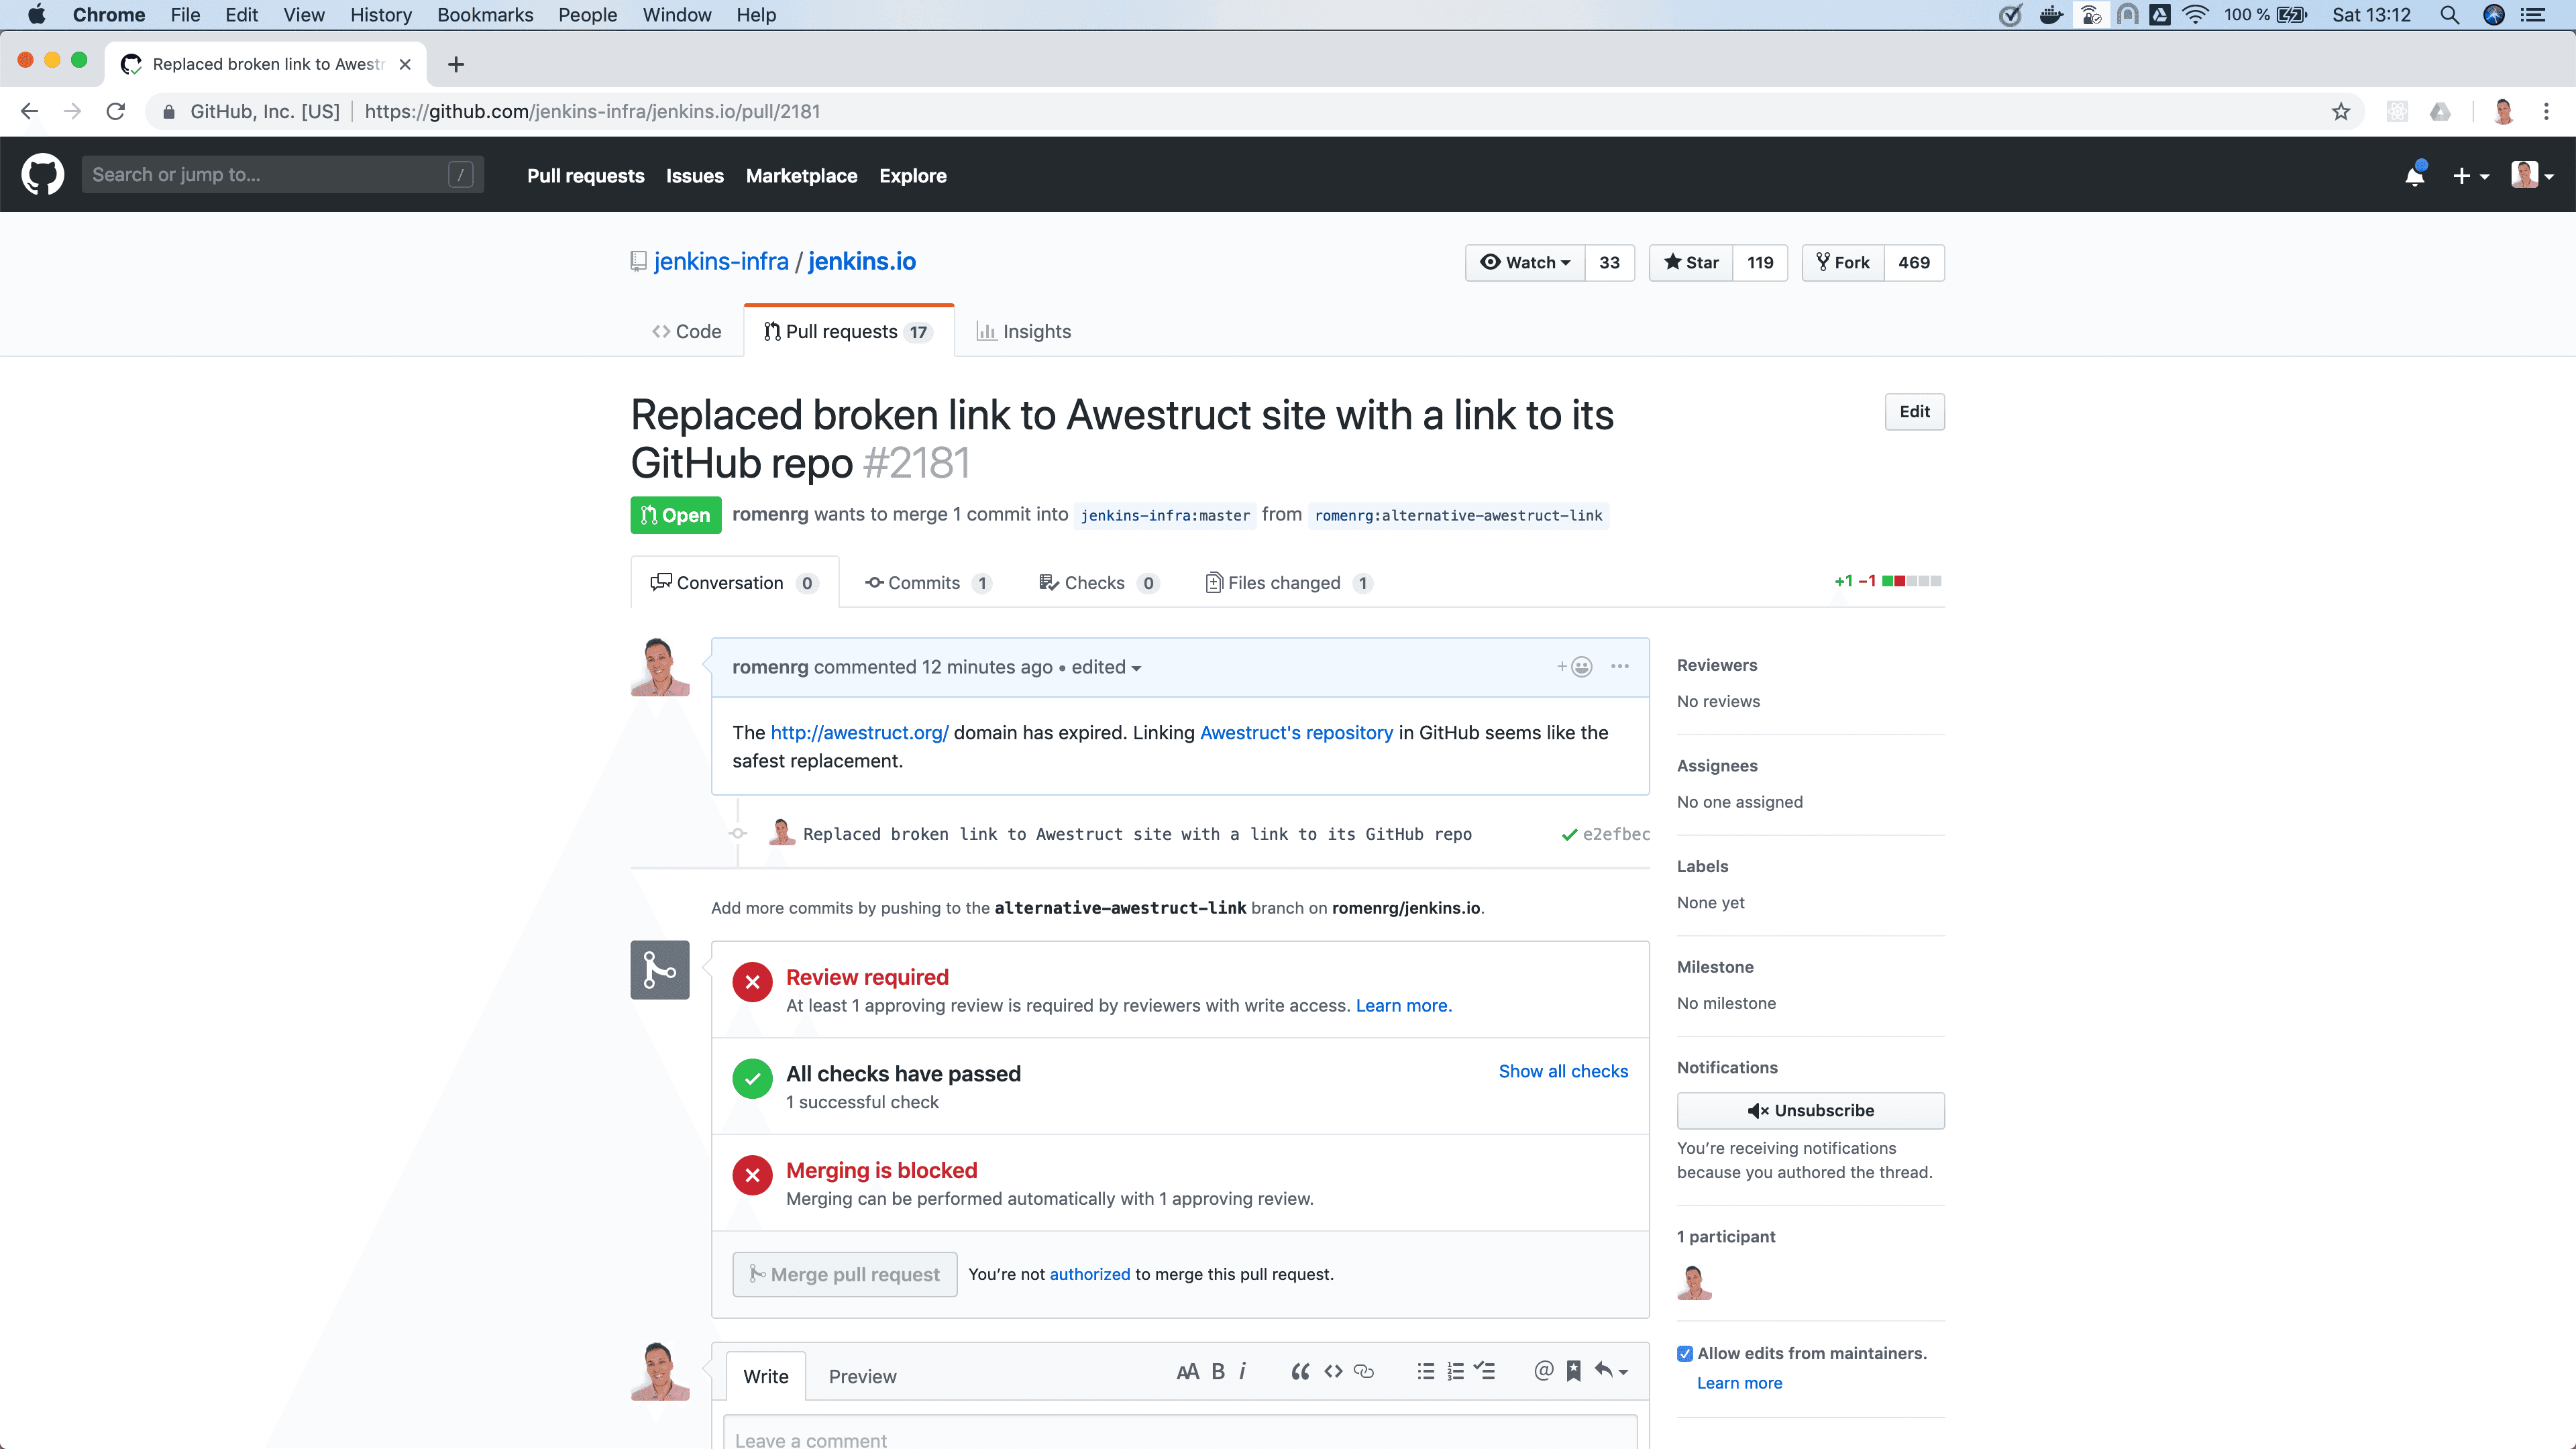 Chrome File Edit View History Bookmarks People Window Help 100 % Sat 13:12
Replaced broken link to Awestr
GitHub, Inc. [US] https://github.com/jenkins-infra/jenkins.io/pull/2181
Search or jump to... / Pull requests Issues Marketplace Explore
jenkins-infra / jenkins.io Watch 33 Star 119 Fork 469
Code Pull requests 17 Insights
Replaced broken link to Awestruct site with a link to its Edit
GitHub repo #2181
Open romenrg wants to merge 1 commit into jenkins-infra:master from romenrg:alternative-awestruct-link
Conversation 0 Commits 1 Checks 0 Files changed 1 +1 −1
romenrg commented 12 minutes ago • edited
The http://awestruct.org/ domain has expired. Linking Awestruct's repository in GitHub seems like the
safest replacement.
Replaced broken link to Awestruct site with a link to its GitHub repo e2efbec
Add more commits by pushing to the alternative-awestruct-link branch on romenrg/jenkins.io.
Review required
At least 1 approving review is required by reviewers with write access. Learn more.
All checks have passed Show all checks
1 successful check
Merging is blocked
Merging can be performed automatically with 1 approving review.
Merge pull request You’re not authorized to merge this pull request.
Write Preview
Leave a comment
Reviewers
No reviews
Assignees
No one assigned
Labels
None yet
Milestone
No milestone
Notifications
Unsubscribe
You’re receiving notifications
because you authored the thread.
1 participant
Allow edits from maintainers.
Learn more